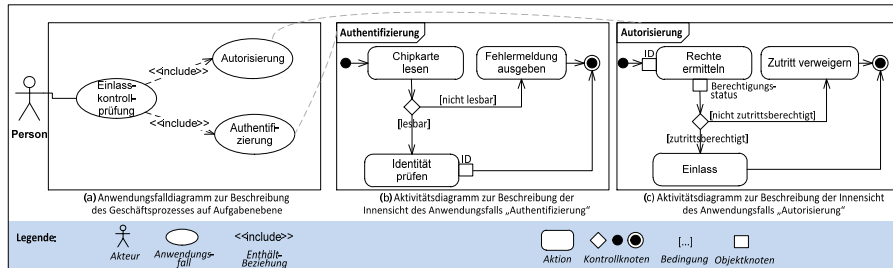 Person
Einlass-
kontroll-
prüfung
<<include>>
<<include>>
Autorisierung
Authentifi-
zierung
(a) Anwendungsfalldiagramm zur Beschreibung
des Geschäftsprozesses auf Aufgabenebene
Authentifizierung
Chipkarte
lesen
Fehlermeldung
ausgeben
[nicht lesbar]
[lesbar]
Identität
prüfen
ID
(b) Aktivitätsdiagramm zur Beschreibung der
Innensicht des Anwendungsfalls „Authentifizierung“
Autorisierung
ID
Rechte
ermitteln
Zutritt verweigern
Berechtigungs-
status
[nicht zutrittsberechtigt]
[zutrittsberechtigt]
Einlass
(c) Aktivitätsdiagramm zur Beschreibung der Innensicht
des Anwendungsfalls „Autorisierung“
Legende:
Akteur
Anwendungs-
fall
<<include>>
Enthält-
Beziehung
Aktion
Kontrollknoten
[...]
Bedingung
Objektknoten